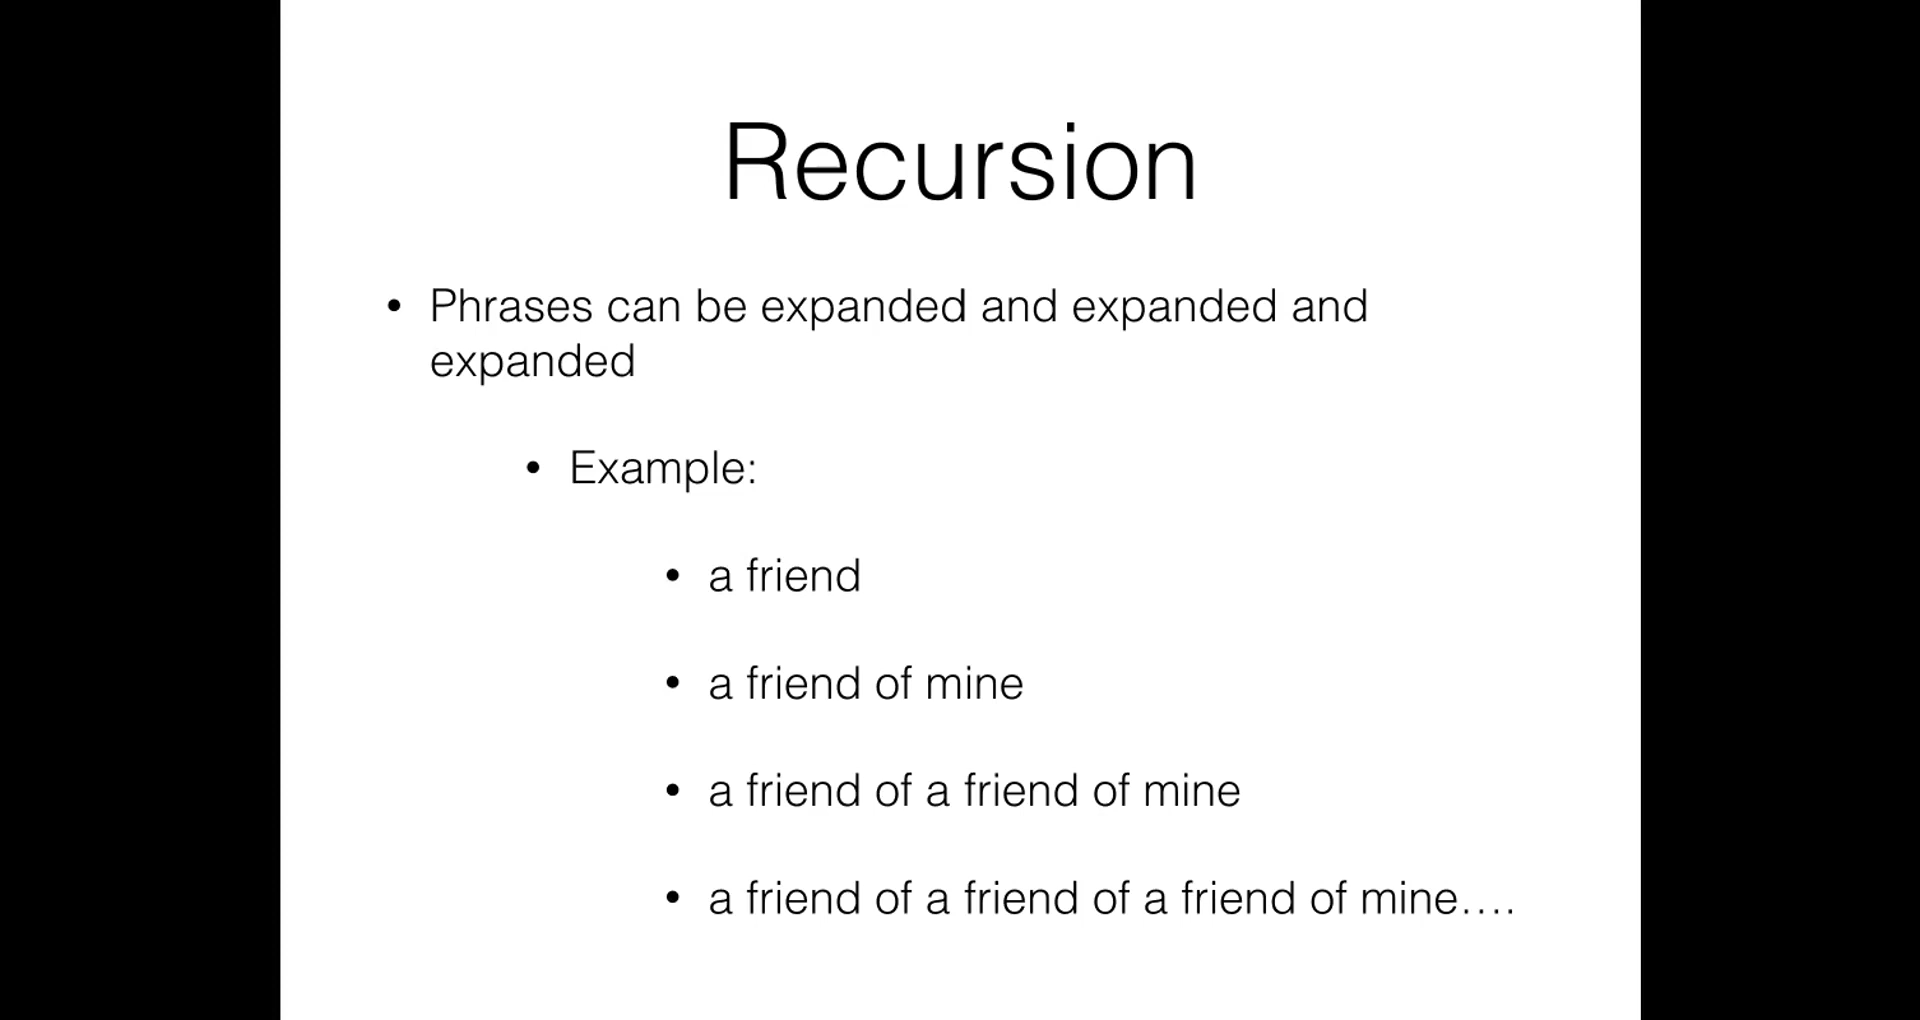 Recursion
• Phrases can be expanded and expanded and
expanded
• Example:
• a friend
• a friend of mine
• a friend of a friend of mine
• a friend of a friend of a friend of mine….